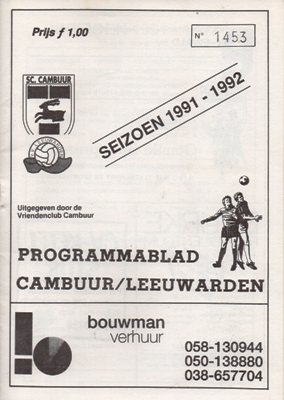 Prijs ƒ 1,00
N° 1453
SC. CAMBUUR
SEIZOEN 1991 - 1992
Uitgegeven door de
Vriendenclub Cambuur
PROGRAMMABLAD
CAMBUUR/LEEUWARDEN
bouwman
verhuur
058-130944
050-138880
038-657704